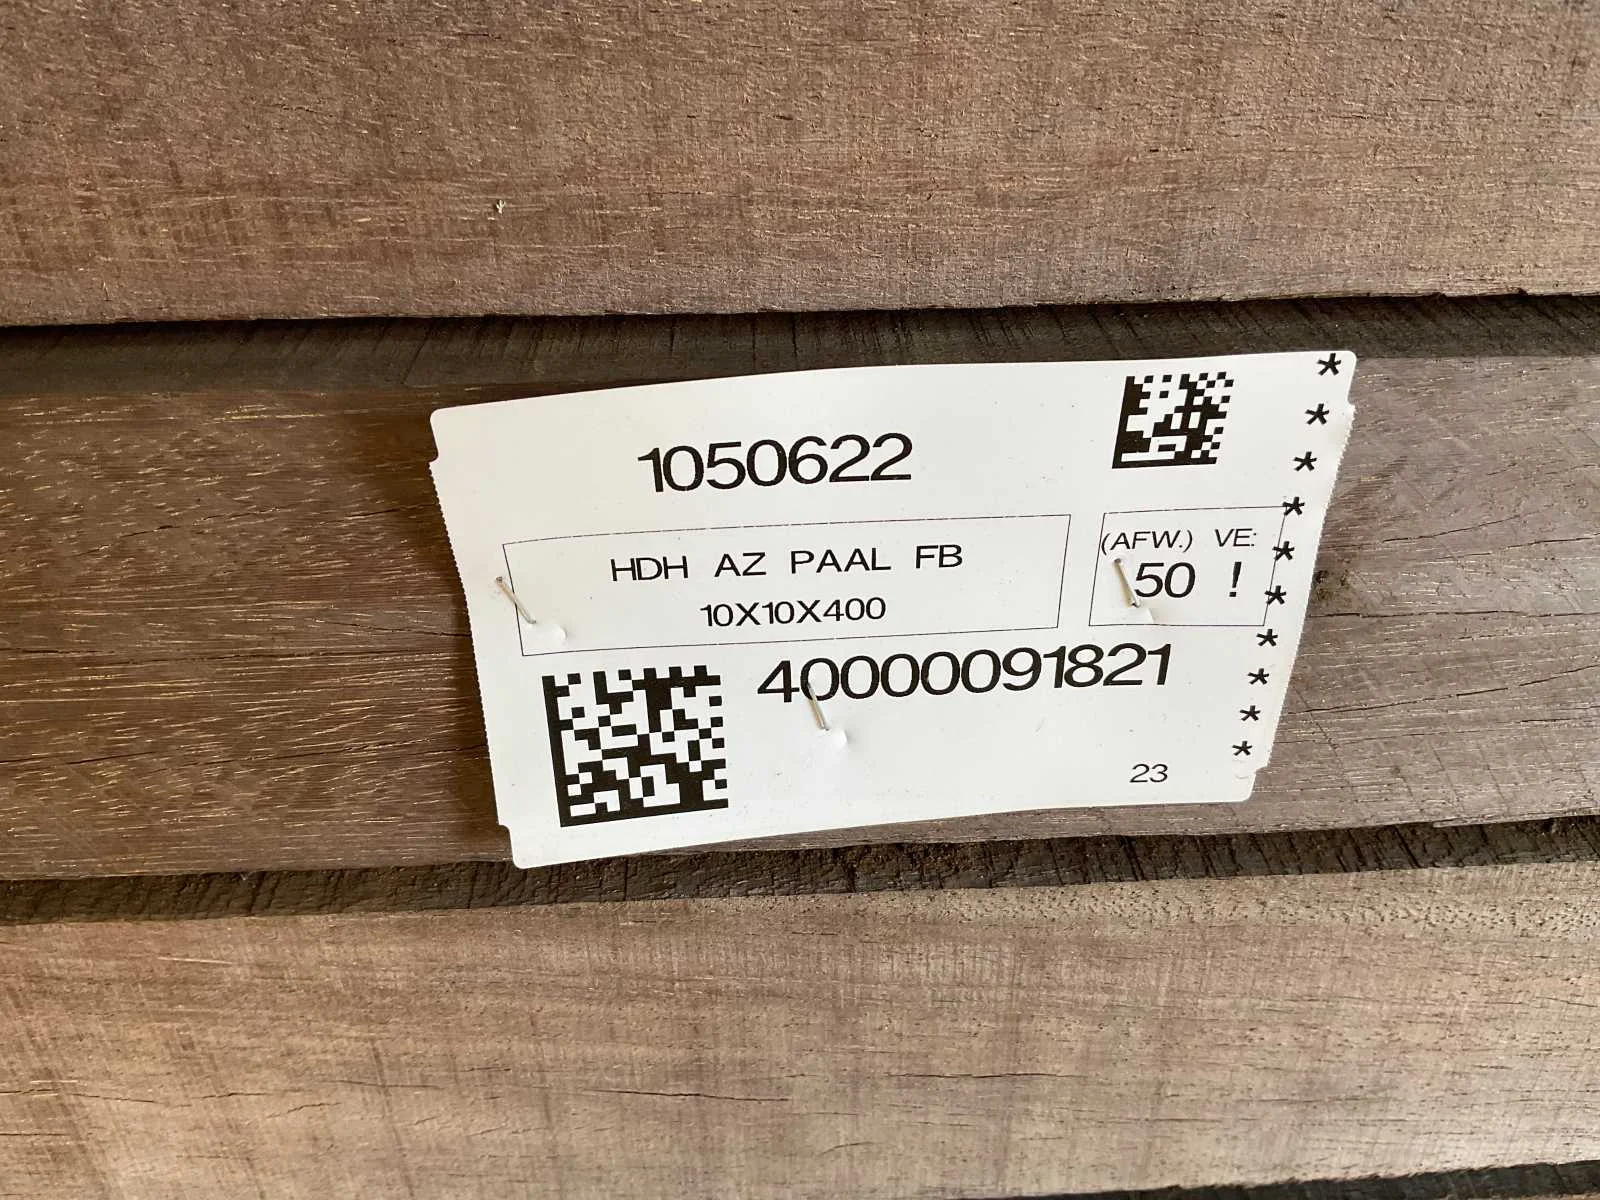 1050622
HDH AZ PAAL FB
10X10X400
(AFW.) VE:
50 !
40000091821
23
* * * * * * * * * *